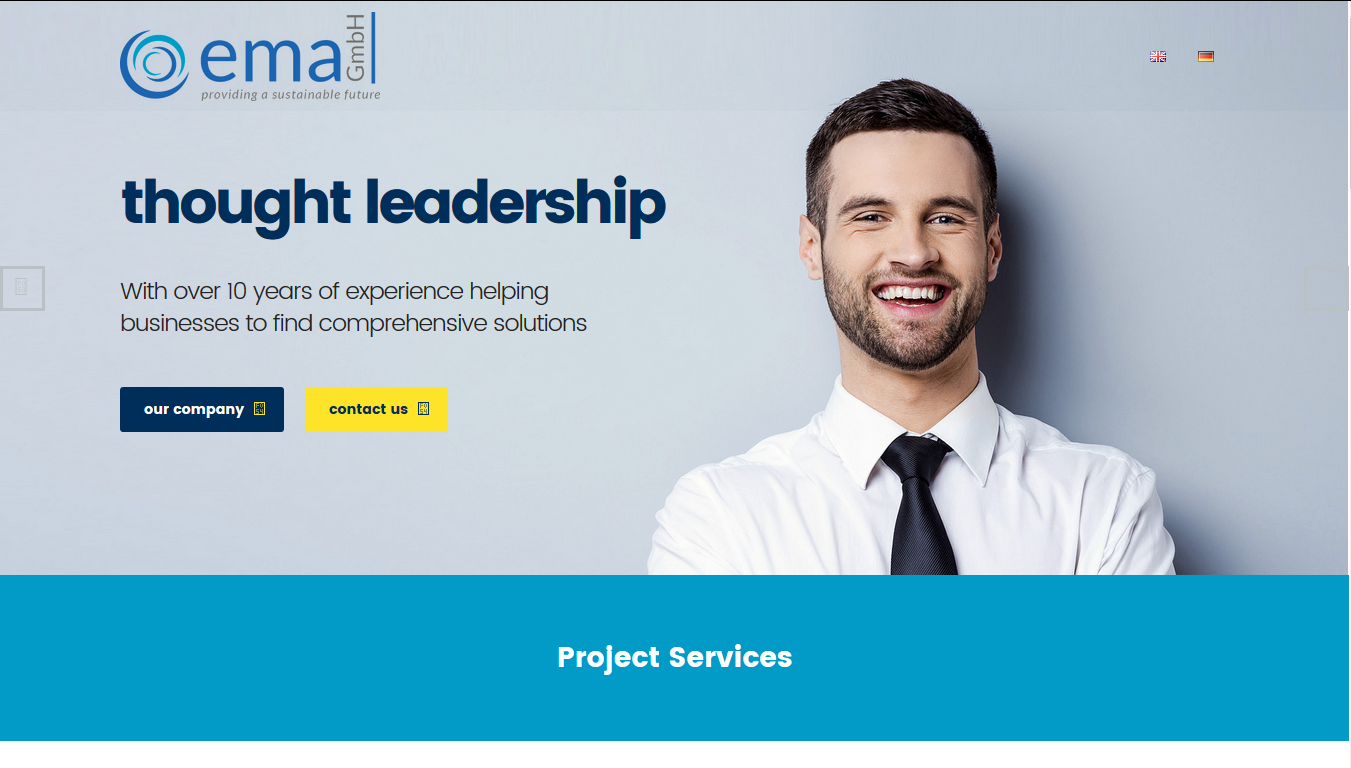 ema GmbH
providing a sustainable future
thought leadership
With over 10 years of experience helping
businesses to find comprehensive solutions
our company
contact us
Project Services